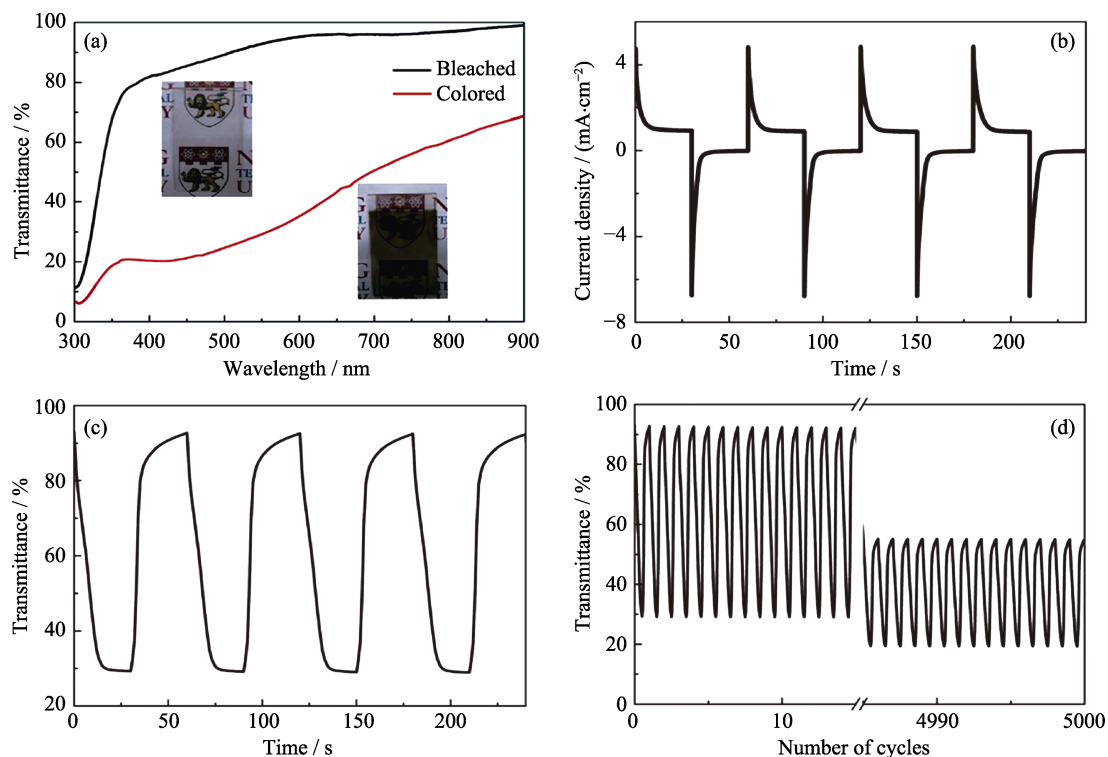 (a)
Bleached
Colored
Transmittance / %
100
80
60
40
20
0
300
400
500
600
700
800
900
Wavelength / nm
N
TE
U
G
AL
Y
N
TE
U
(b)
Current density / (mA·cm⁻²)
4
0
−4
−8
0
50
100
150
200
Time / s
(c)
Transmittance / %
100
80
60
40
20
0
50
100
150
200
Time / s
(d)
Transmittance / %
100
80
60
40
20
0
0
10
4990
5000
Number of cycles